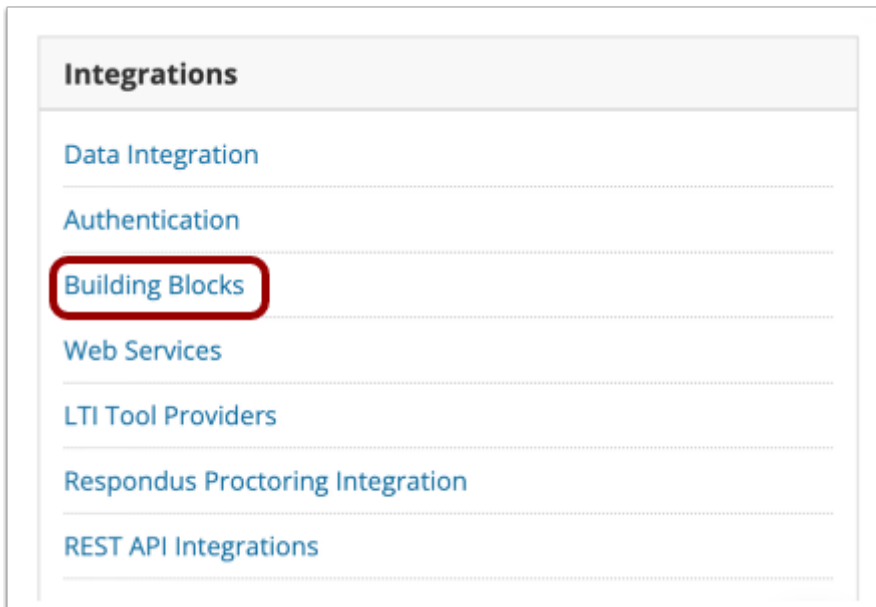 Integrations
Data Integration
Authentication
Building Blocks
Web Services
LTI Tool Providers
Respondus Proctoring Integration
REST API Integrations